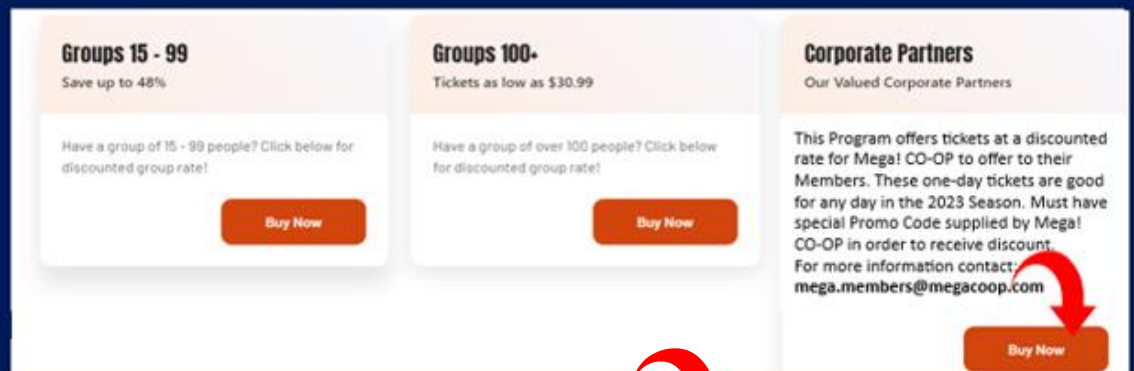 Groups 15 - 99
Save up to 48%
Have a group of 15 - 99 people? Click below for
discounted group rate!
Buy Now
Groups 100+
Tickets as low as $30.99
Have a group of over 100 people? Click below
for discounted group rate!
Buy Now
Corporate Partners
Our Valued Corporate Partners
This Program offers tickets at a discounted
rate for Mega! CO-OP to offer to their
Members. These one-day tickets are good
for any day in the 2023 Season. Must have
special Promo Code supplied by Mega!
CO-OP in order to receive discount.
For more information contact:
mega.members@megacoop.com
Buy Now